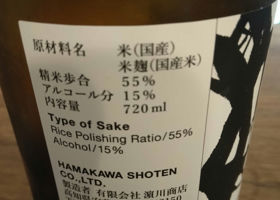 原材料名 米(国産)
米麹(国産米)
精米歩合 55%
アルコール分 15%
内容量 720ml
Type of Sake
Rice Polishing Ratio/55%
Alcohol/15%
HAMAKAWA SHOTEN
CO.,LTD.
製造者 有限会社 濵川商店